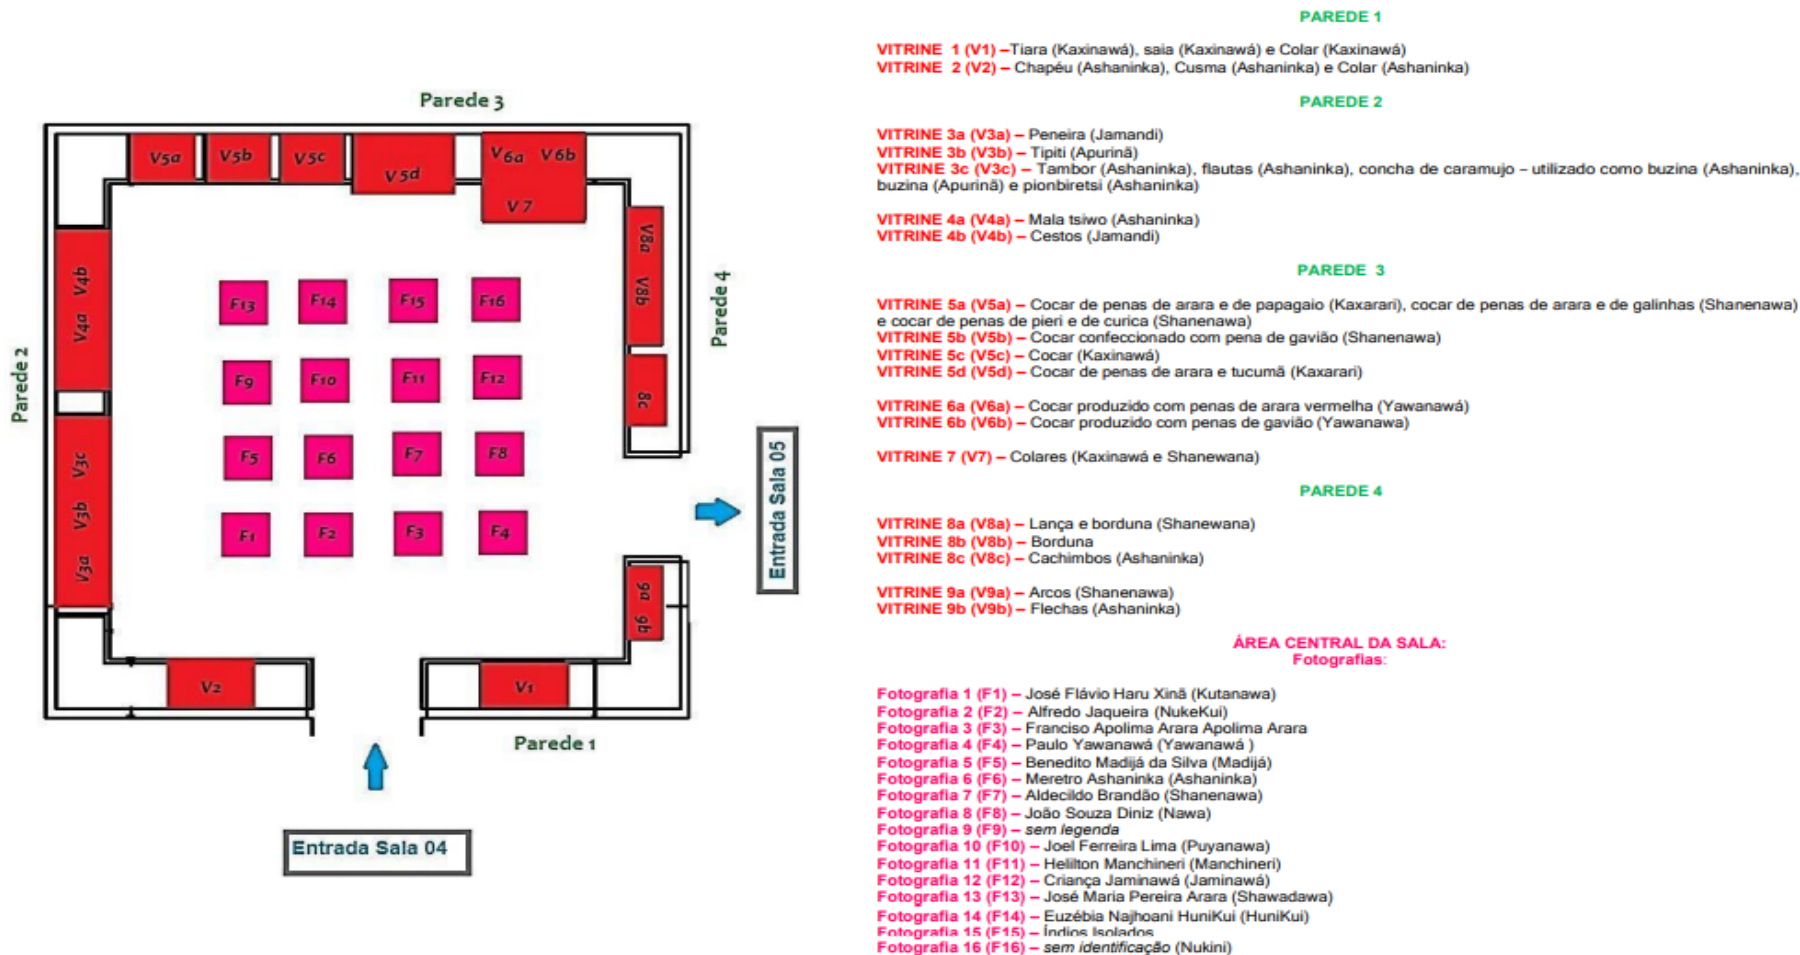 Parede 3
V5a
V5b
V5c
V5d
V6a V6b
V7
V8a
V8b
8c
Parede 4
V4b
V4a
Parede 2
V3c
V3b
V3a
F13
F14
F15
F16
F9
F10
F11
F12
F5
F6
F7
F8
F1
F2
F3
F4
Entrada Sala 05
9a
9b
V2
V1
Parede 1
Entrada Sala 04
PAREDE 1
VITRINE 1 (V1) –Tiara (Kaxinawá), saia (Kaxinawá) e Colar (Kaxinawá)
VITRINE 2 (V2) – Chapéu (Ashaninka), Cusma (Ashaninka) e Colar (Ashaninka)
PAREDE 2
VITRINE 3a (V3a) – Peneira (Jamandi)
VITRINE 3b (V3b) – Tipiti (Apurinã)
VITRINE 3c (V3c) – Tambor (Ashaninka), flautas (Ashaninka), concha de caramujo – utilizado como buzina (Ashaninka),
buzina (Apurinã) e pionbiretsi (Ashaninka)
VITRINE 4a (V4a) – Mala tsiwo (Ashaninka)
VITRINE 4b (V4b) – Cestos (Jamandi)
PAREDE 3
VITRINE 5a (V5a) – Cocar de penas de arara e de papagaio (Kaxarari), cocar de penas de arara e de galinhas (Shanenawa)
e cocar de penas de pieri e de curica (Shanenawa)
VITRINE 5b (V5b) – Cocar confeccionado com pena de gavião (Shanenawa)
VITRINE 5c (V5c) – Cocar (Kaxinawá)
VITRINE 5d (V5d) – Cocar de penas de arara e tucumã (Kaxarari)
VITRINE 6a (V6a) – Cocar produzido com penas de arara vermelha (Yawanawá)
VITRINE 6b (V6b) – Cocar produzido com penas de gavião (Yawanawa)
VITRINE 7 (V7) – Colares (Kaxinawá e Shanewana)
PAREDE 4
VITRINE 8a (V8a) – Lança e borduna (Shanewana)
VITRINE 8b (V8b) – Borduna
VITRINE 8c (V8c) – Cachimbos (Ashaninka)
VITRINE 9a (V9a) – Arcos (Shanenawa)
VITRINE 9b (V9b) – Flechas (Ashaninka)
ÁREA CENTRAL DA SALA:
Fotografias:
Fotografia 1 (F1) – José Flávio Haru Xinã (Kutanawa)
Fotografia 2 (F2) – Alfredo Jaqueira (NukeKui)
Fotografia 3 (F3) – Franciso Apolima Arara Apolima Arara
Fotografia 4 (F4) – Paulo Yawanawá (Yawanawá )
Fotografia 5 (F5) – Benedito Madijá da Silva (Madijá)
Fotografia 6 (F6) – Meretro Ashaninka (Ashaninka)
Fotografia 7 (F7) – Aldecildo Brandão (Shanenawa)
Fotografia 8 (F8) – João Souza Diniz (Nawa)
Fotografia 9 (F9) – sem legenda
Fotografia 10 (F10) – Joel Ferreira Lima (Puyanawa)
Fotografia 11 (F11) – Helilton Manchineri (Manchineri)
Fotografia 12 (F12) – Criança Jaminawá (Jaminawá)
Fotografia 13 (F13) – José Maria Pereira Arara (Shawadawa)
Fotografia 14 (F14) – Euzébia Najhoani HuniKui (HuniKui)
Fotografia 15 (F15) – Índios Isolados
Fotografia 16 (F16) – sem identificação (Nukini)